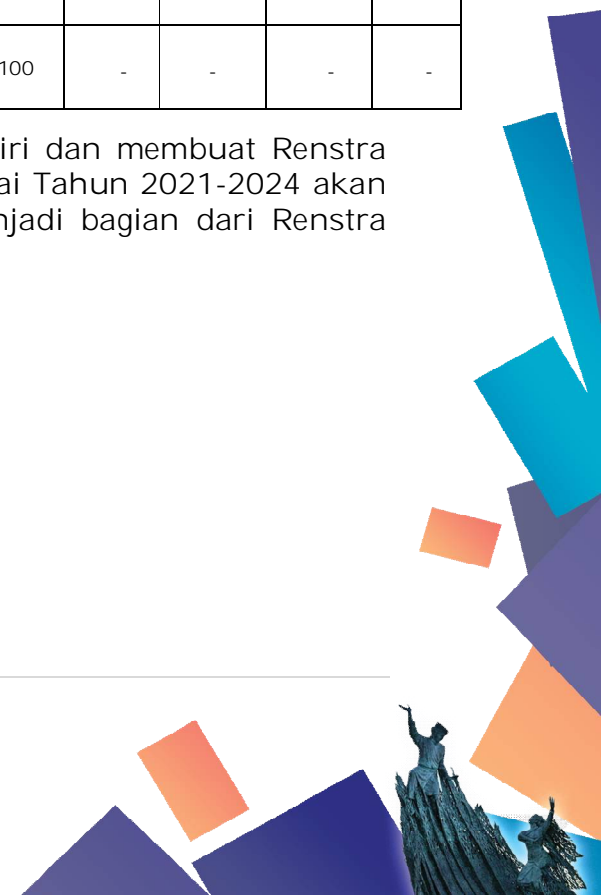 100 - - - -
iri dan membuat Renstra
ai Tahun 2021-2024 akan
njadi bagian dari Renstra